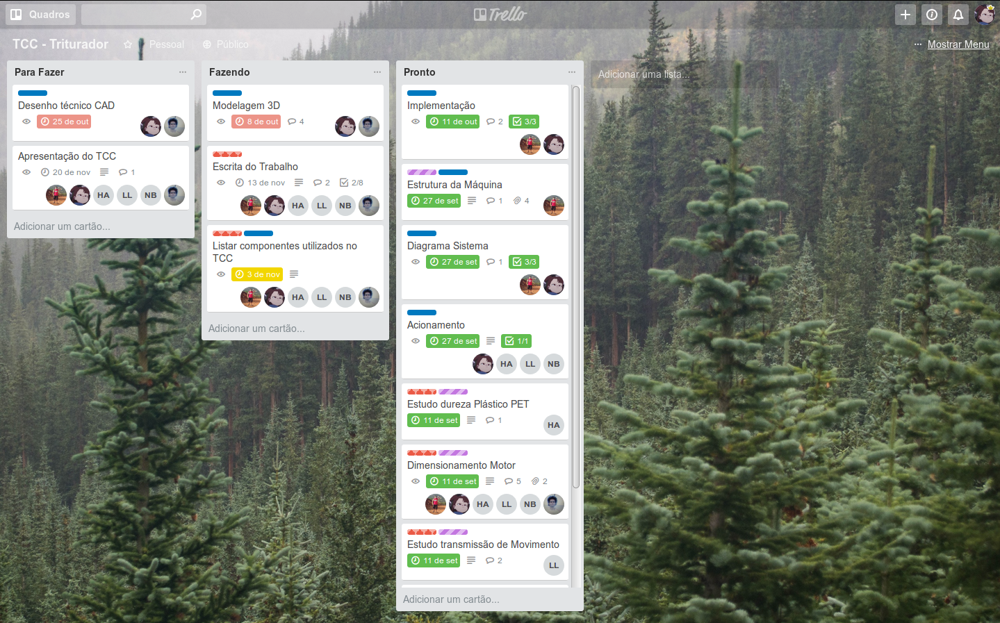 Quadros
Trello
TCC - Triturador
Pessoal
Público
Mostrar Menu
Para Fazer
Desenho técnico CAD
25 de out
Apresentação do TCC
20 de nov
1
HA
LL
NB
Adicionar um cartão...
Fazendo
Modelagem 3D
8 de out
4
Escrita do Trabalho
13 de nov
2
2/8
HA
LL
NB
Listar componentes utilizados no
TCC
3 de nov
HA
LL
NB
Adicionar um cartão...
Pronto
Implementação
11 de out
2
3/3
Estrutura da Máquina
27 de set
1
4
Diagrama Sistema
27 de set
1
3/3
Acionamento
27 de set
1/1
HA
LL
NB
Estudo dureza Plástico PET
11 de set
1
HA
Dimensionamento Motor
11 de set
5
2
HA
LL
NB
Estudo transmissão de Movimento
11 de set
2
LL
Adicionar um cartão...
Adicionar uma lista...